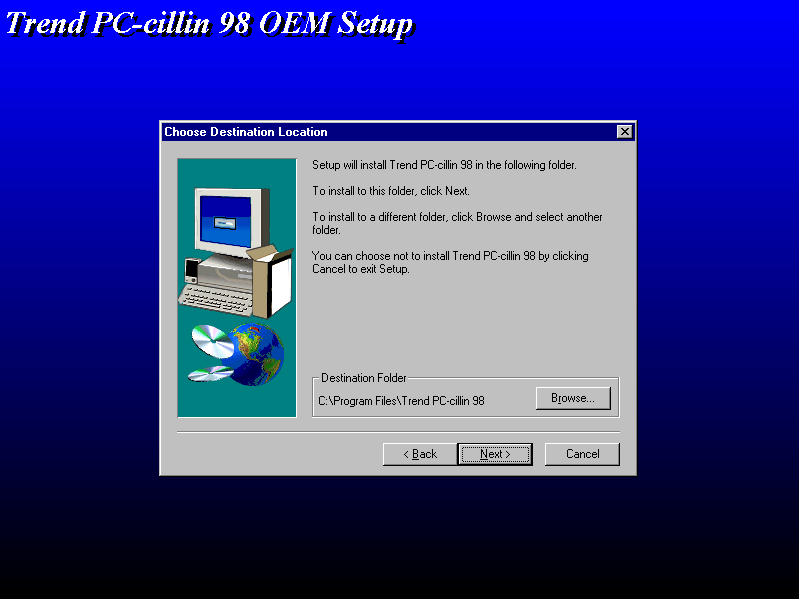 Trend PC-cillin 98 OEM Setup
Choose Destination Location
Setup will install Trend PC-cillin 98 in the following folder.
To install to this folder, click Next.
To install to a different folder, click Browse and select another
folder.
You can choose not to install Trend PC-cillin 98 by clicking
Cancel to exit Setup.
Destination Folder
C:\Program Files\Trend PC-cillin 98
Browse...
< Back
Next >
Cancel